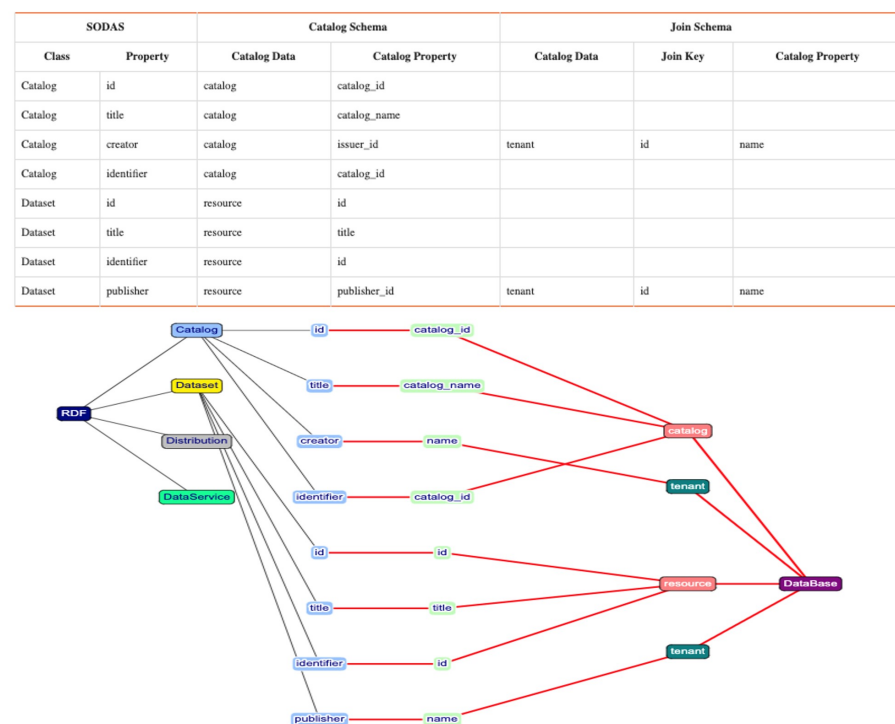 SODAS Catalog Schema Join Schema
Class Property Catalog Data Catalog Property Catalog Data Join Key Catalog Property
Catalog id catalog catalog_id
Catalog title catalog catalog_name
Catalog creator catalog issuer_id tenant id name
Catalog identifier catalog catalog_id
Dataset id resource id
Dataset title resource title
Dataset identifier resource id
Dataset publisher resource publisher_id tenant id name
Catalog id catalog_id
Dataset title catalog_name
RDF
catalog
Distribution creator name
tenant
DataService identifier catalog_id
id id
resource DataBase
title title
tenant
identifier id
publisher name